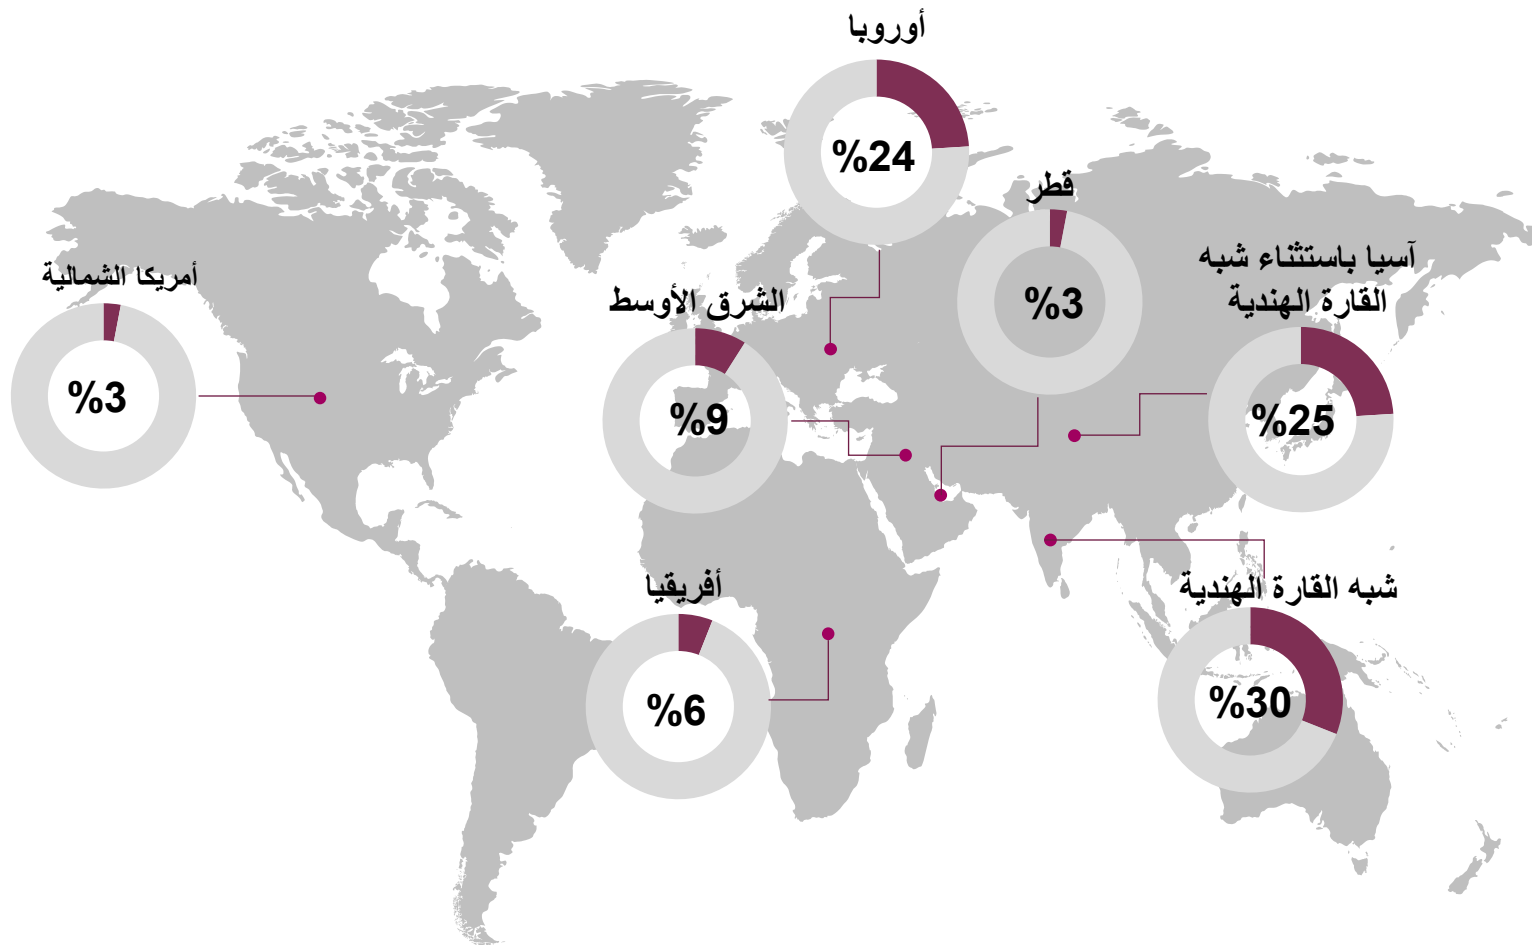 أوروبا
%24
قطر
%3
آسيا باستثناء شبه
القارة الهندية
%25
أمريكا الشمالية
%3
الشرق الأوسط
%9
أفريقيا
%6
شبه القارة الهندية
%30